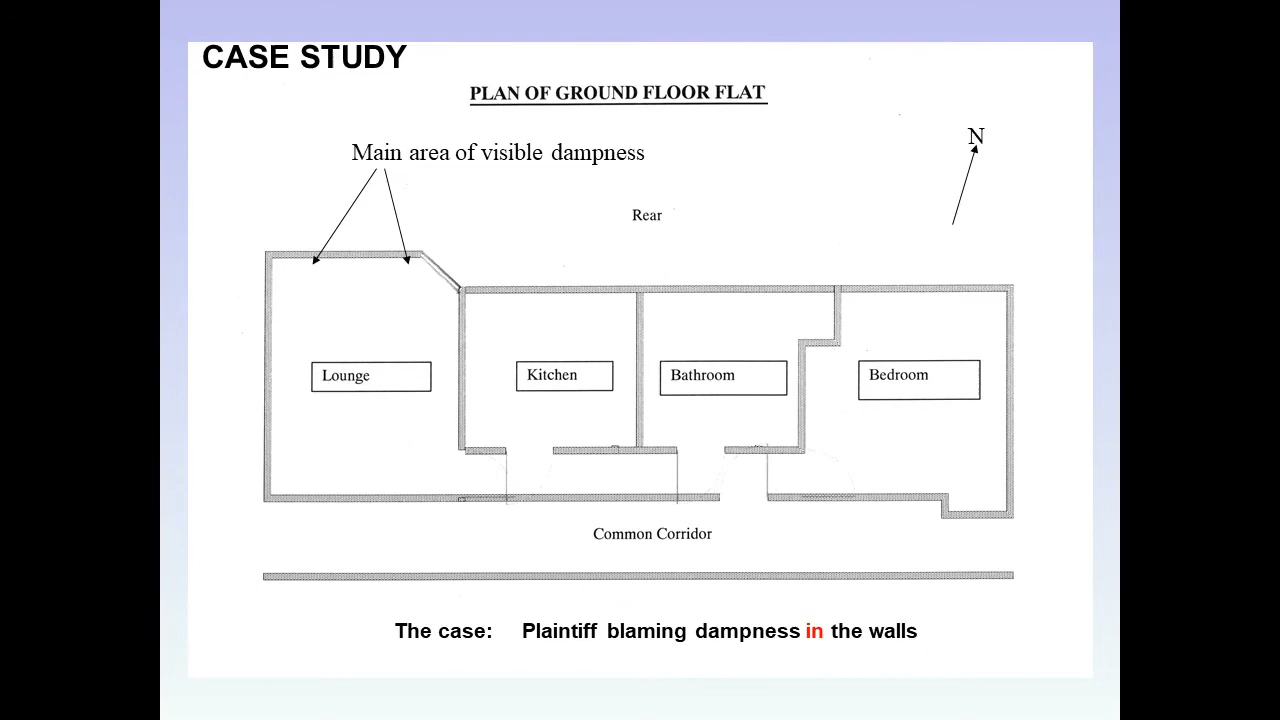 CASE STUDY
PLAN OF GROUND FLOOR FLAT
N
Main area of visible dampness
Rear
Lounge
Kitchen
Bathroom
Bedroom
Common Corridor
The case: Plaintiff blaming dampness in the walls